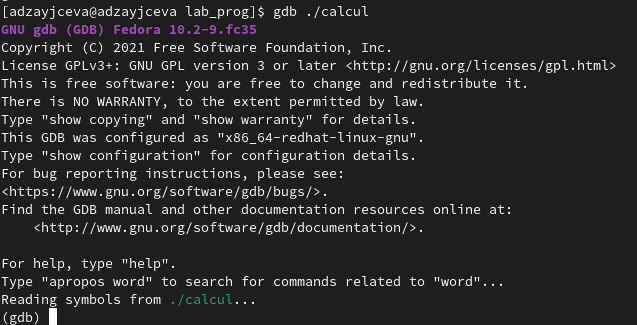 [adzayjceva@adzayjceva lab_prog]$ gdb ./calcul
GNU gdb (GDB) Fedora 10.2-9.fc35
Copyright (C) 2021 Free Software Foundation, Inc.
License GPLv3+: GNU GPL version 3 or later <http://gnu.org/licenses/gpl.html>
This is free software: you are free to change and redistribute it.
There is NO WARRANTY, to the extent permitted by law.
Type "show copying" and "show warranty" for details.
This GDB was configured as "x86_64-redhat-linux-gnu".
Type "show configuration" for configuration details.
For bug reporting instructions, please see:
<https://www.gnu.org/software/gdb/bugs/>.
Find the GDB manual and other documentation resources online at:
    <http://www.gnu.org/software/gdb/documentation/>.

For help, type "help".
Type "apropos word" to search for commands related to "word"...
Reading symbols from ./calcul...
(gdb)